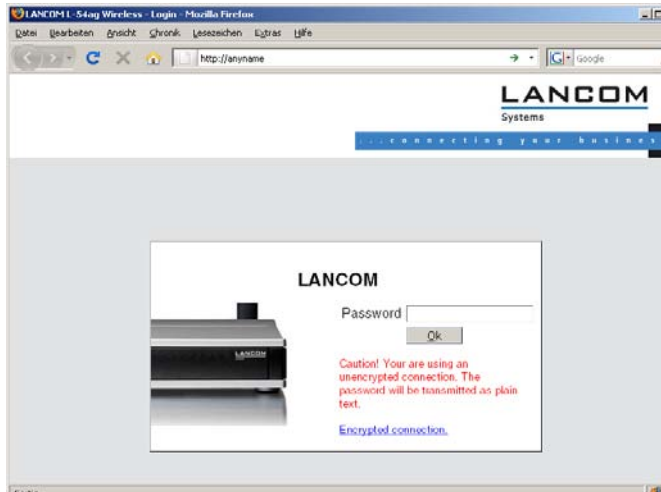 LANCOM L-54ag Wireless - Login - Mozilla Firefox
Datei Bearbeiten Ansicht Chronik Lesezeichen Extras Hilfe
http://anyname
G Google
LANCOM
Systems
...connecting your busines
LANCOM
Password
Ok
LANCOM
Caution! Your are using an
unencrypted connection. The
password will be transmitted as plain
text.
Encrypted connection.